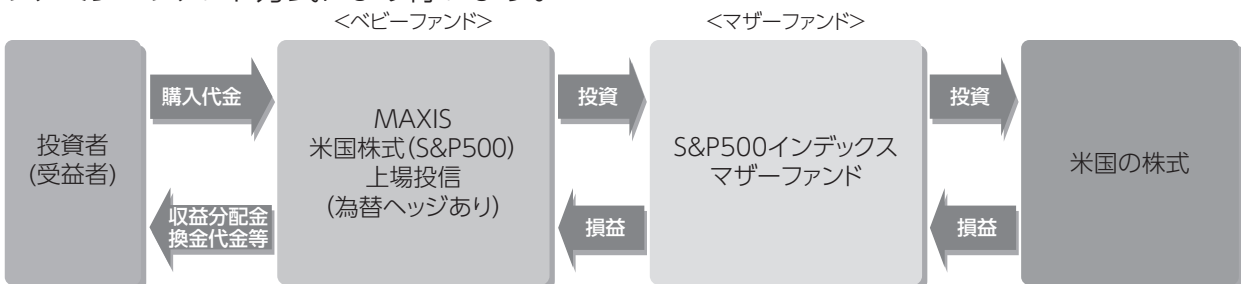 <ベビーファンド>
<マザーファンド>
投資者
(受益者)
購入代金
収益分配金
換金代金等
MAXIS
米国株式(S&P500)
上場投信
(為替ヘッジあり)
投資
損益
S&P500インデックス
マザーファンド
投資
損益
米国の株式